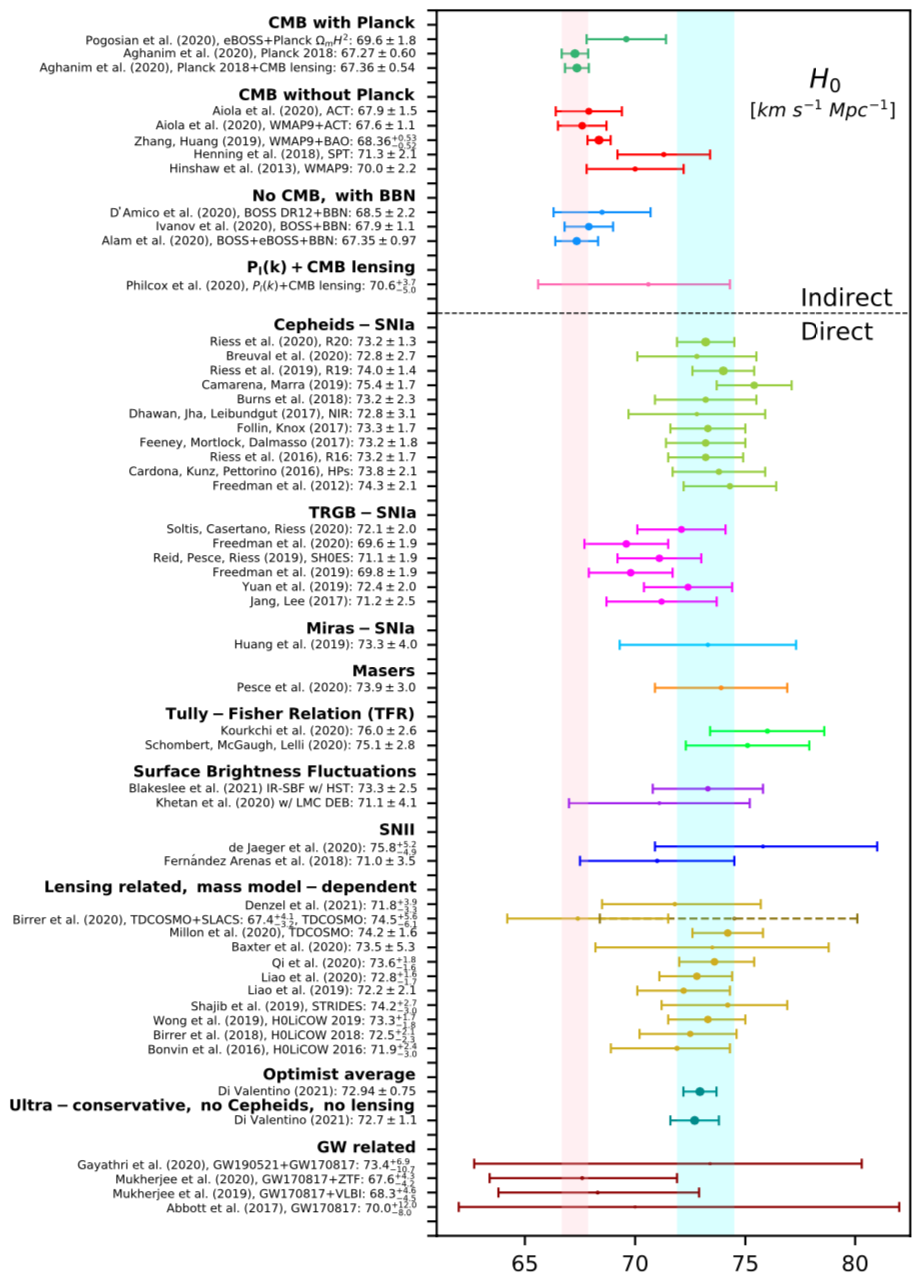 CMB with Planck
Pogosian et al. (2020), eBOSS+Planck Ω_mH²: 69.6 ± 1.8
Aghanim et al. (2020), Planck 2018: 67.27 ± 0.60
Aghanim et al. (2020), Planck 2018+CMB lensing: 67.36 ± 0.54
H₀
[km s⁻¹ Mpc⁻¹]
CMB without Planck
Aiola et al. (2020), ACT: 67.9 ± 1.5
Aiola et al. (2020), WMAP9+ACT: 67.6 ± 1.1
Zhang, Huang (2019), WMAP9+BAO: 68.36 +0.53 −0.52
Henning et al. (2018), SPT: 71.3 ± 2.1
Hinshaw et al. (2013), WMAP9: 70.0 ± 2.2
No CMB, with BBN
D'Amico et al. (2020), BOSS DR12+BBN: 68.5 ± 2.2
Ivanov et al. (2020), BOSS+BBN: 67.9 ± 1.1
Alam et al. (2020), BOSS+eBOSS+BBN: 67.35 ± 0.97
P_l(k) + CMB lensing
Philcox et al. (2020), P_l(k)+CMB lensing: 70.6 +3.7 −5.0
Indirect
Direct
Cepheids − SNIa
Riess et al. (2020), R20: 73.2 ± 1.3
Breuval et al. (2020): 72.8 ± 2.7
Riess et al. (2019), R19: 74.0 ± 1.4
Camarena, Marra (2019): 75.4 ± 1.7
Burns et al. (2018): 73.2 ± 2.3
Dhawan, Jha, Leibundgut (2017), NIR: 72.8 ± 3.1
Follin, Knox (2017): 73.3 ± 1.7
Feeney, Mortlock, Dalmasso (2017): 73.2 ± 1.8
Riess et al. (2016), R16: 73.2 ± 1.7
Cardona, Kunz, Pettorino (2016), HPs: 73.8 ± 2.1
Freedman et al. (2012): 74.3 ± 2.1
TRGB − SNIa
Soltis, Casertano, Riess (2020): 72.1 ± 2.0
Freedman et al. (2020): 69.6 ± 1.9
Reid, Pesce, Riess (2019), SH0ES: 71.1 ± 1.9
Freedman et al. (2019): 69.8 ± 1.9
Yuan et al. (2019): 72.4 ± 2.0
Jang, Lee (2017): 71.2 ± 2.5
Miras − SNIa
Huang et al. (2019): 73.3 ± 4.0
Masers
Pesce et al. (2020): 73.9 ± 3.0
Tully − Fisher Relation (TFR)
Kourkchi et al. (2020): 76.0 ± 2.6
Schombert, McGaugh, Lelli (2020): 75.1 ± 2.8
Surface Brightness Fluctuations
Blakeslee et al. (2021) IR-SBF w/ HST: 73.3 ± 2.5
Khetan et al. (2020) w/ LMC DEB: 71.1 ± 4.1
SNII
de Jaeger et al. (2020): 75.8 +5.2 −4.9
Fernández Arenas et al. (2018): 71.0 ± 3.5
Lensing related, mass model − dependent
Denzel et al. (2021): 71.8 +3.9 −3.3
Birrer et al. (2020), TDCOSMO+SLACS: 67.4 +4.1 −3.2, TDCOSMO: 74.5 +5.6 −6.1
Millon et al. (2020), TDCOSMO: 74.2 ± 1.6
Baxter et al. (2020): 73.5 ± 5.3
Qi et al. (2020): 73.6 +1.8 −1.6
Liao et al. (2020): 72.8 +1.6 −1.7
Liao et al. (2019): 72.2 ± 2.1
Shajib et al. (2019), STRIDES: 74.2 +2.7 −3.0
Wong et al. (2019), H0LiCOW 2019: 73.3 +1.7 −1.8
Birrer et al. (2018), H0LiCOW 2018: 72.5 +2.1 −2.3
Bonvin et al. (2016), H0LiCOW 2016: 71.9 +2.4 −3.0
Optimist average
Di Valentino (2021): 72.94 ± 0.75
Ultra − conservative, no Cepheids, no lensing
Di Valentino (2021): 72.7 ± 1.1
GW related
Gayathri et al. (2020), GW190521+GW170817: 73.4 +6.9 −10.7
Mukherjee et al. (2020), GW170817+ZTF: 67.6 +4.3 −4.2
Mukherjee et al. (2019), GW170817+VLBI: 68.3 +4.6 −4.5
Abbott et al. (2017), GW170817: 70.0 +12.0 −8.0
65 70 75 80